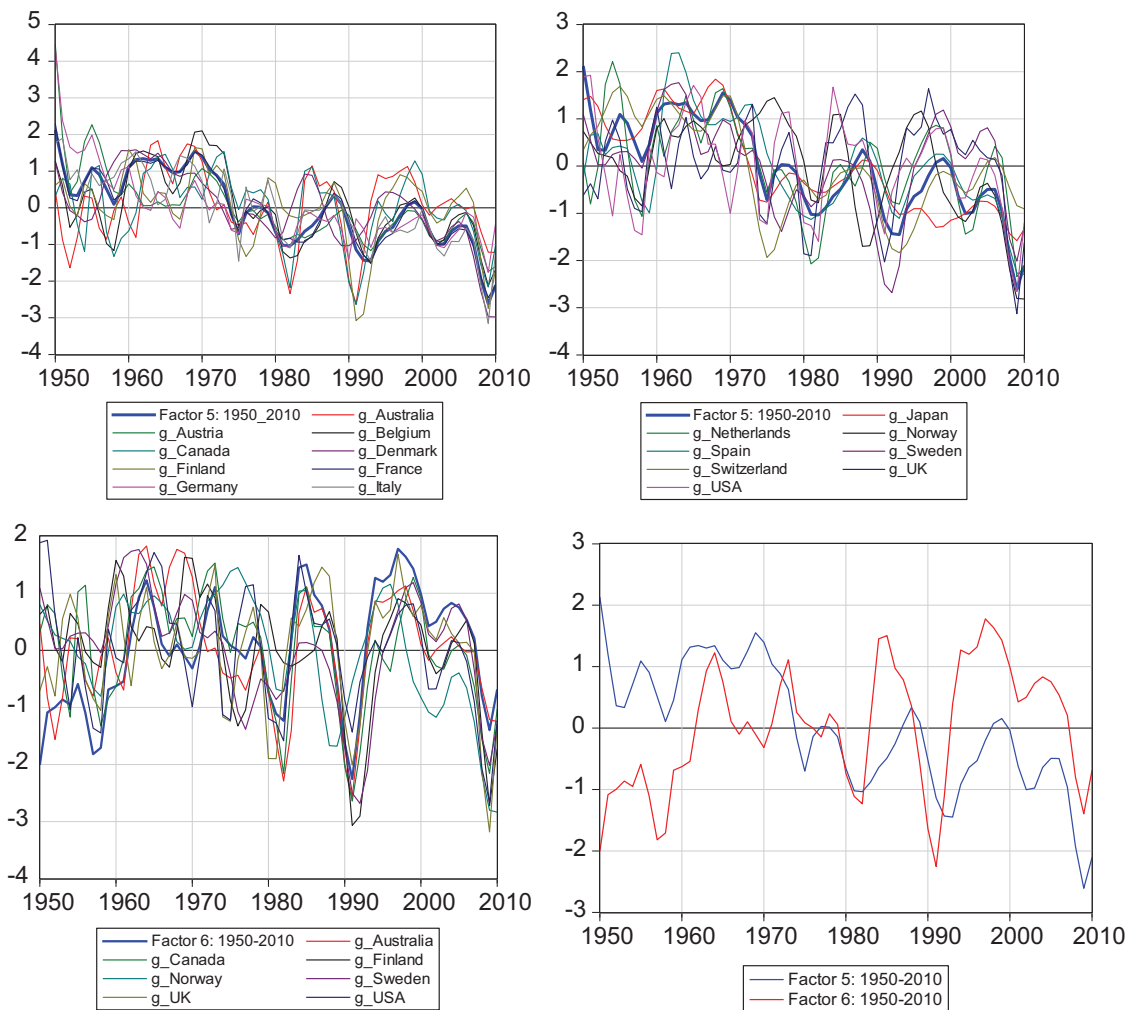 5
4
3
2
1
0
-1
-2
-3
-4
1950 1960 1970 1980 1990 2000 2010
Factor 5: 1950_2010 g_Australia
g_Austria g_Belgium
g_Canada g_Denmark
g_Finland g_France
g_Germany g_Italy
3
2
1
0
-1
-2
-3
-4
1950 1960 1970 1980 1990 2000 2010
Factor 5: 1950-2010 g_Japan
g_Netherlands g_Norway
g_Spain g_Sweden
g_Switzerland g_UK
g_USA
2
1
0
-1
-2
-3
-4
1950 1960 1970 1980 1990 2000 2010
Factor 6: 1950-2010 g_Australia
g_Canada g_Finland
g_Norway g_Sweden
g_UK g_USA
3
2
1
0
-1
-2
-3
1950 1960 1970 1980 1990 2000 2010
Factor 5: 1950-2010
Factor 6: 1950-2010